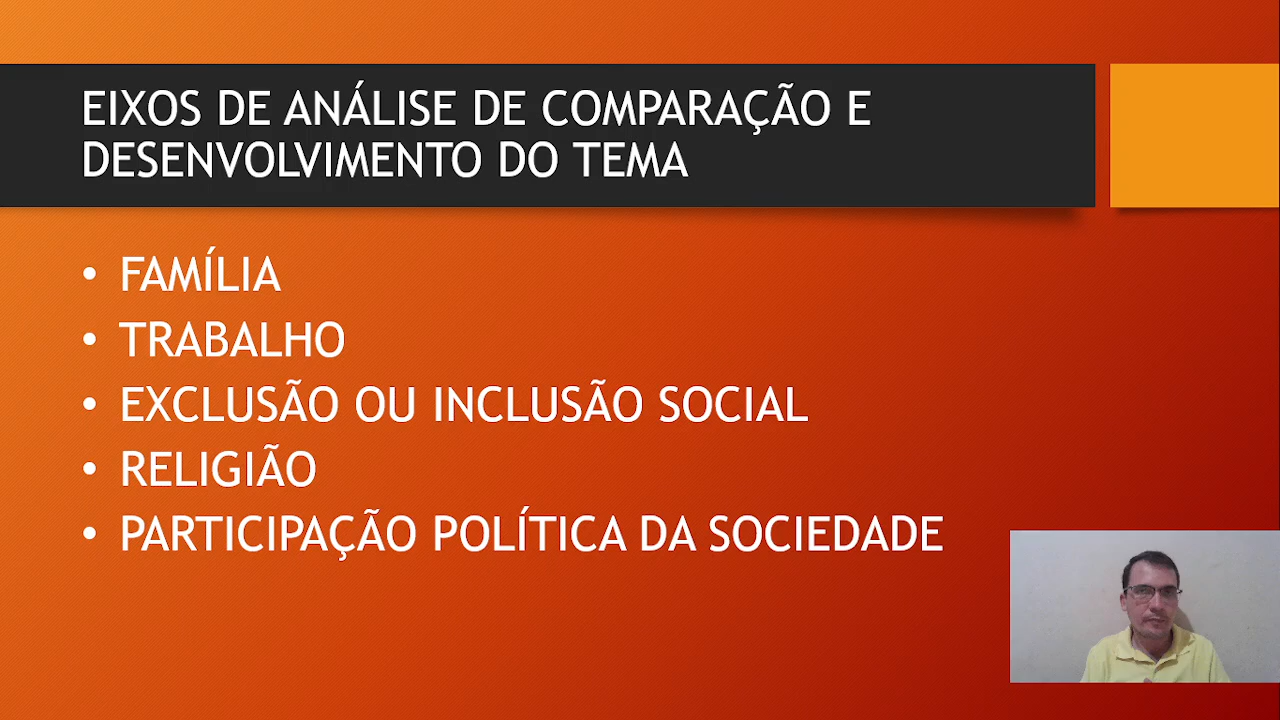 EIXOS DE ANÁLISE DE COMPARAÇÃO E
DESENVOLVIMENTO DO TEMA
• FAMÍLIA
• TRABALHO
• EXCLUSÃO OU INCLUSÃO SOCIAL
• RELIGIÃO
• PARTICIPAÇÃO POLÍTICA DA SOCIEDADE